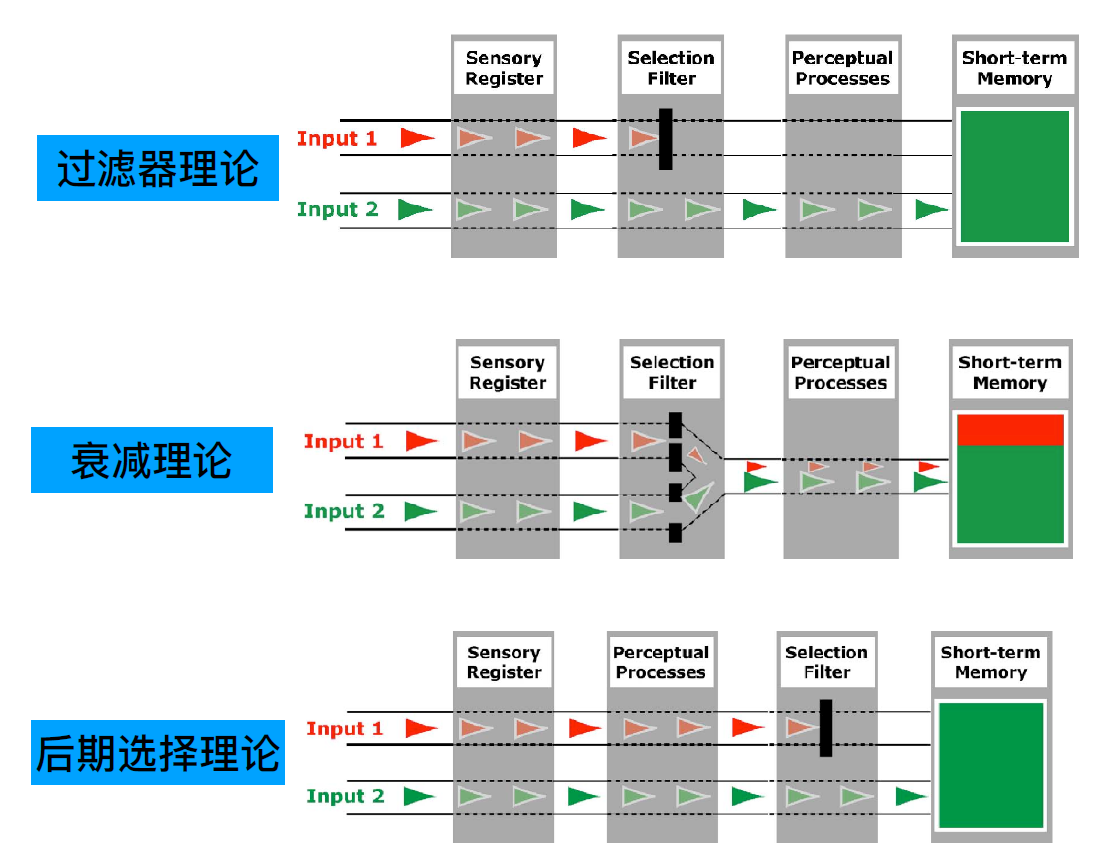 Sensory Register
Selection Filter
Perceptual Processes
Short-term Memory
过滤器理论
Input 1
Input 2
Sensory Register
Selection Filter
Perceptual Processes
Short-term Memory
衰减理论
Input 1
Input 2
Sensory Register
Perceptual Processes
Selection Filter
Short-term Memory
后期选择理论
Input 1
Input 2